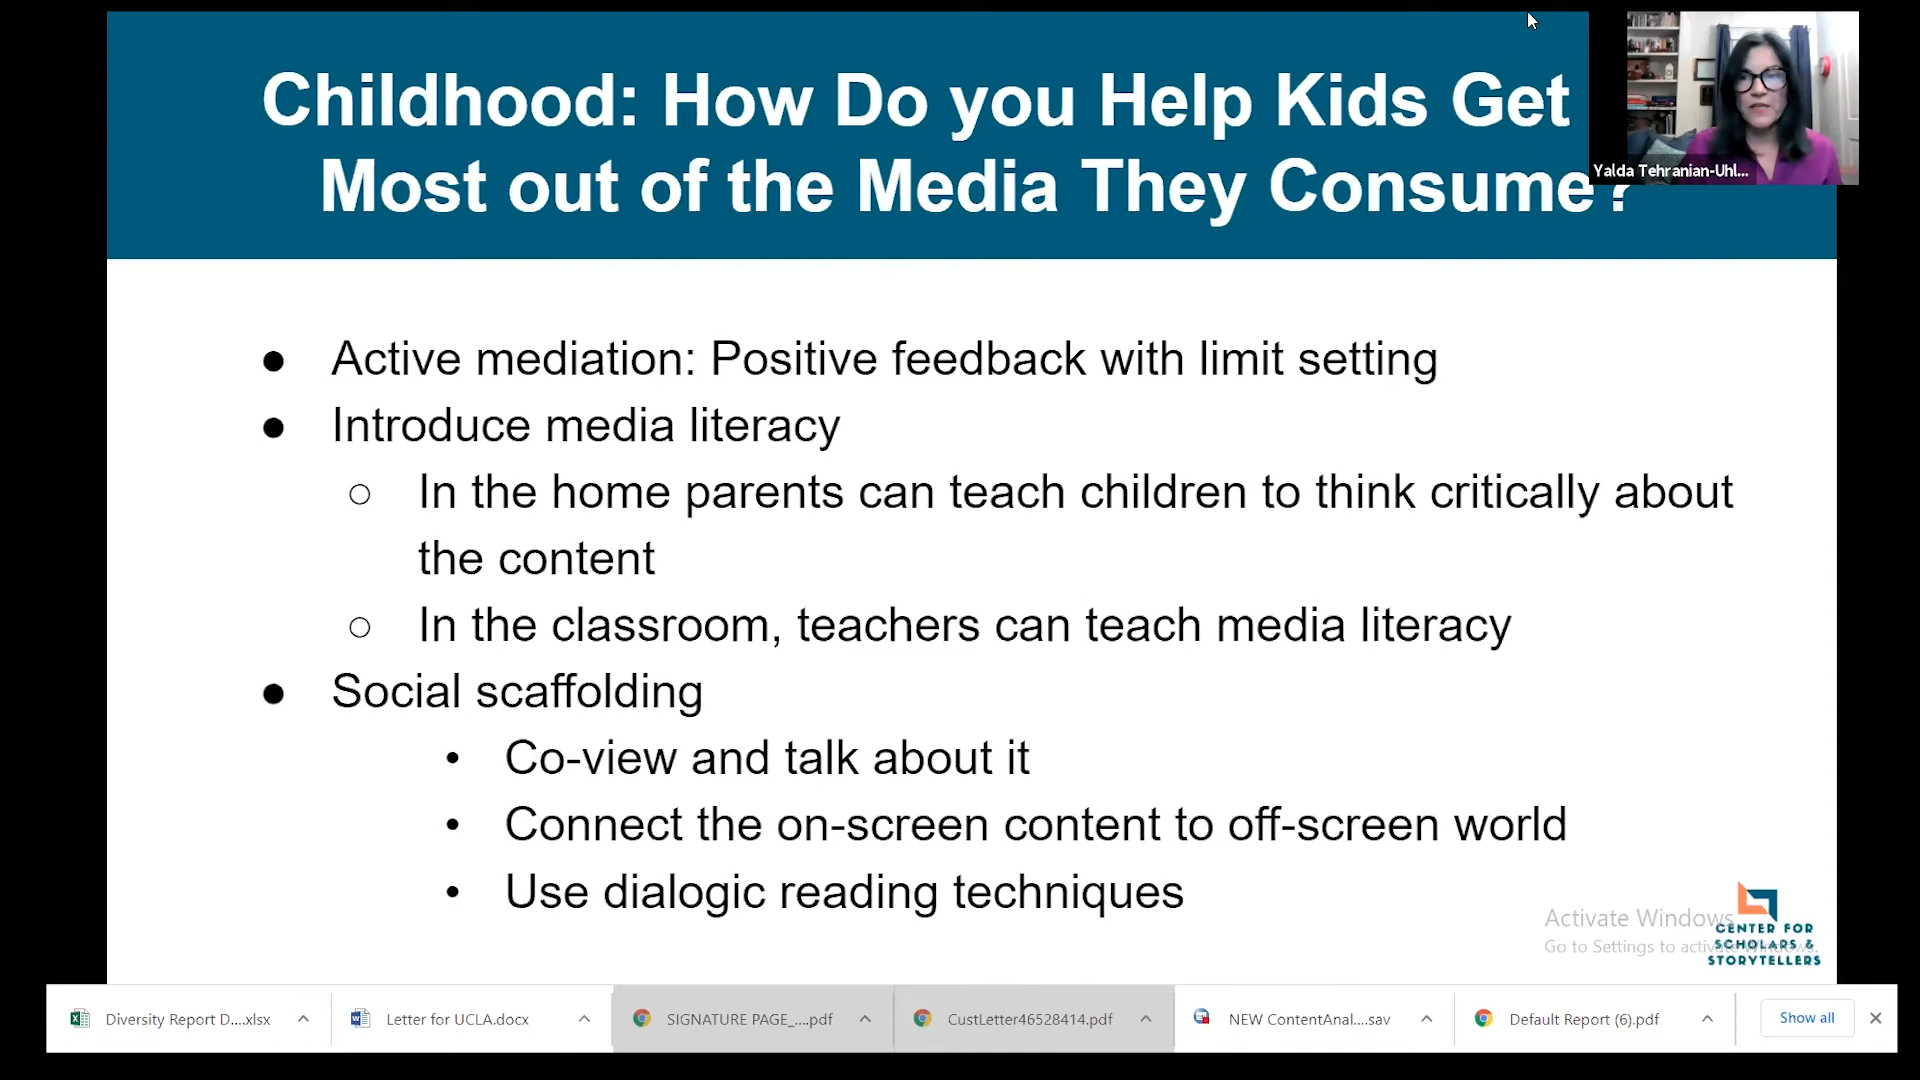 Childhood: How Do you Help Kids Get
Most out of the Media They Consume?
Yalda Tehranian-Uhl...
● Active mediation: Positive feedback with limit setting
● Introduce media literacy
○ In the home parents can teach children to think critically about
the content
○ In the classroom, teachers can teach media literacy
● Social scaffolding
• Co-view and talk about it
• Connect the on-screen content to off-screen world
• Use dialogic reading techniques
Activate Windows
Go to Settings to activate Windows.
CENTER FOR
SCHOLARS &
STORYTELLERS
Diversity Report D....xlsx
Letter for UCLA.docx
SIGNATURE PAGE_....pdf
CustLetter46528414.pdf
NEW ContentAnal....sav
Default Report (6).pdf
Show all